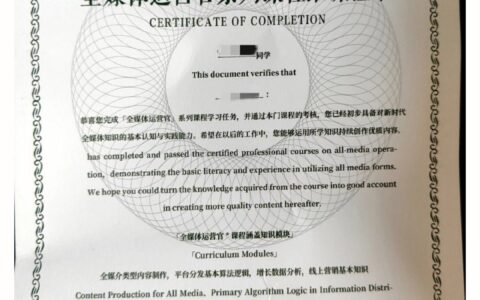 CERTIFICATE OF COMPLETION
同学
This document verifies that
:
恭喜您完成「全媒体运营官」系列课程学习任务，并通过本门课程的考核，您已经初步具备对新时代
全媒体知识的基本认知与实践能力。希望在以后的工作中，您能够运用所学知识持续创作优质内容.
has completed and passed the certified professional courses on all-media opera-
tion, demonstrating the basic literacy and experience in utilizing all media forms.
We hope you could turn the knowledge acquired from the course into good account
in creating more quality content hereafter.
「全媒体运营官®课程涵盖知识模块」
「Curriculum Modules」
全媒介类型内容制作，平台分发基本算法逻辑，增长数据分析，线上营销基本知识
Content Production for All Media、Primary Algorithm Logic in Information Distri-